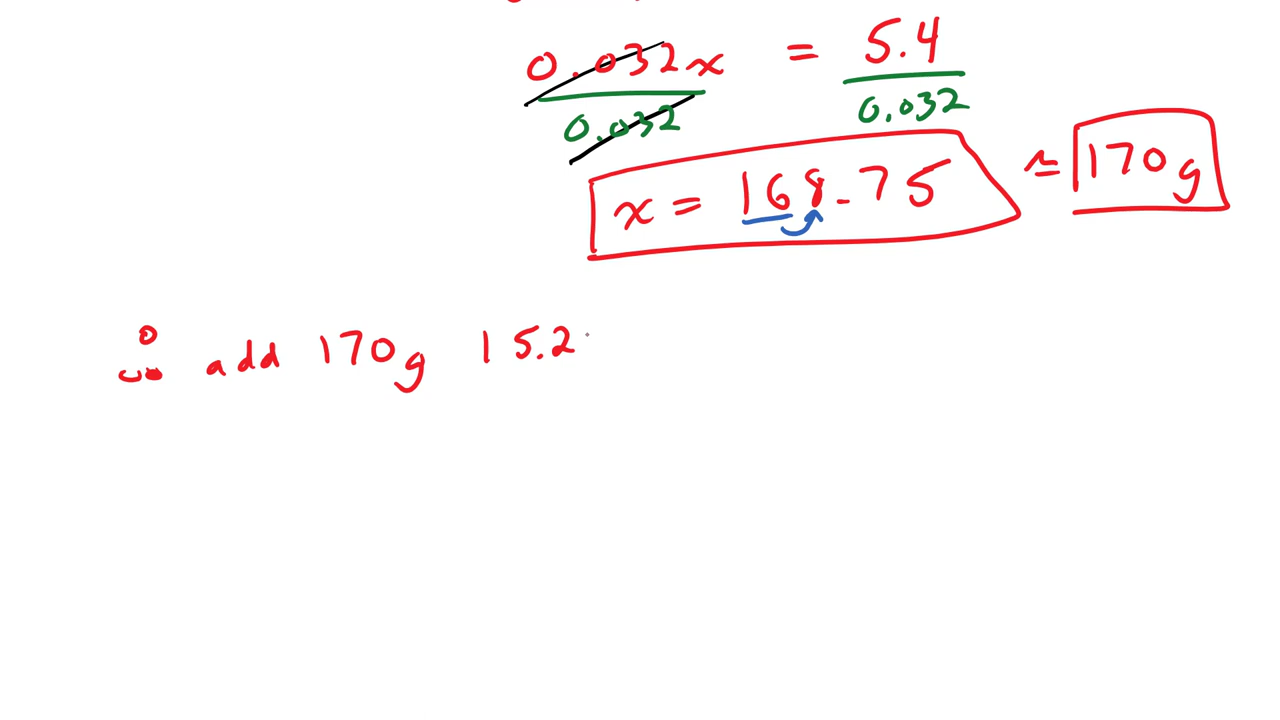 0.032x = 5.4
0.032 0.032
x = 168.75 ≈ 170g
∴ add 170g 15.2